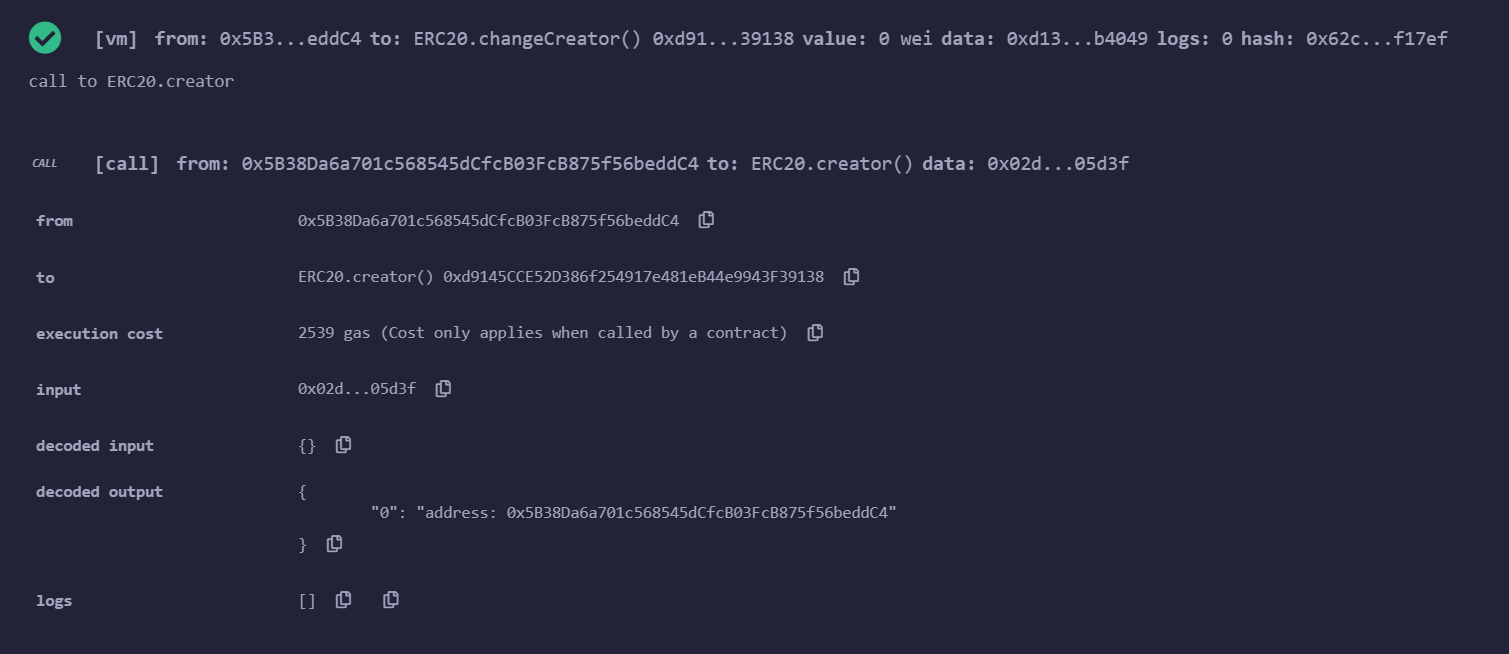 [vm] from: 0x5B3...eddC4 to: ERC20.changeCreator() 0xd91...39138 value: 0 wei data: 0xd13...b4049 logs: 0 hash: 0x62c...f17ef
call to ERC20.creator
CALL [call] from: 0x5B38Da6a701c568545dCfcB03FcB875f56beddC4 to: ERC20.creator() data: 0x02d...05d3f
from 0x5B38Da6a701c568545dCfcB03FcB875f56beddC4
to ERC20.creator() 0xd9145CCE52D386f254917e481eB44e9943F39138
execution cost 2539 gas (Cost only applies when called by a contract)
input 0x02d...05d3f
decoded input {}
decoded output {
"0": "address: 0x5B38Da6a701c568545dCfcB03FcB875f56beddC4"
}
logs []